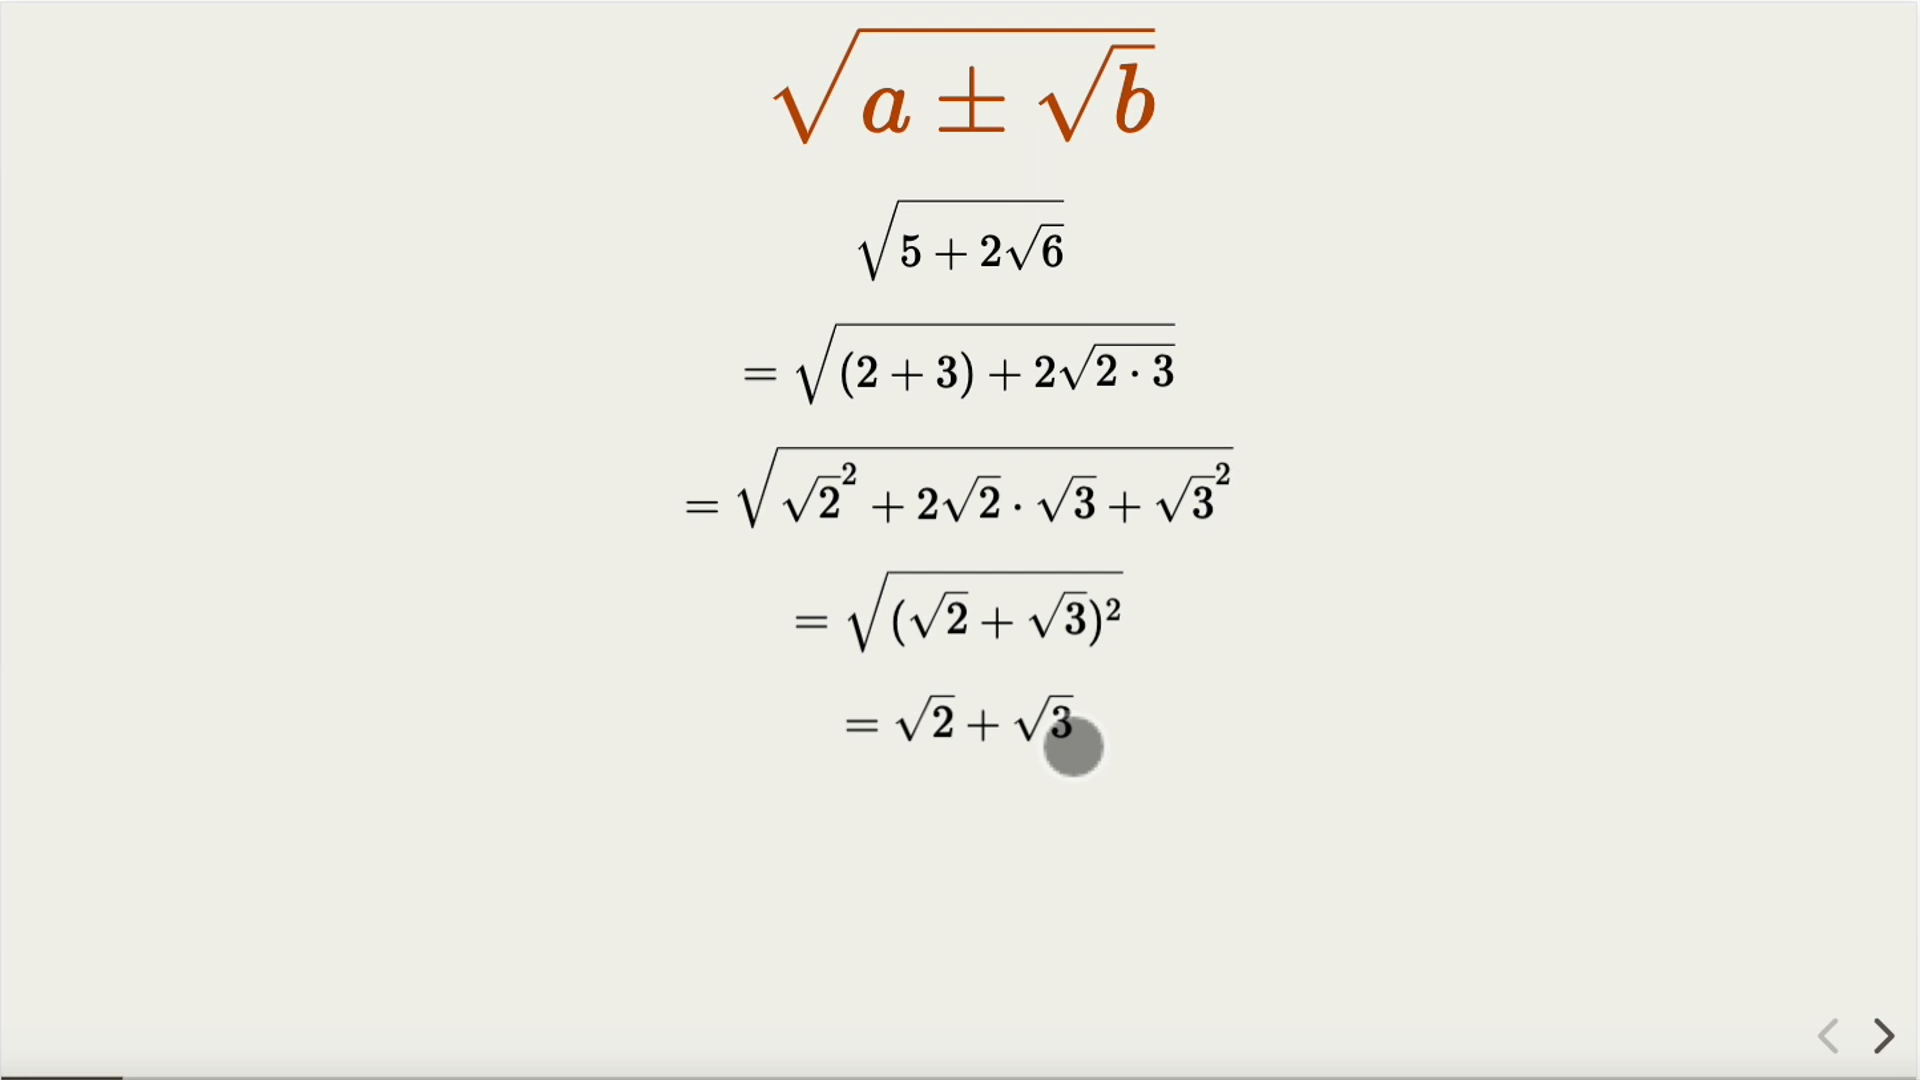 √(a ± √b)
√(5 + 2√6)
= √((2 + 3) + 2√(2 · 3))
= √(√2² + 2√2 · √3 + √3²)
= √((√2 + √3)²)
= √2 + √3